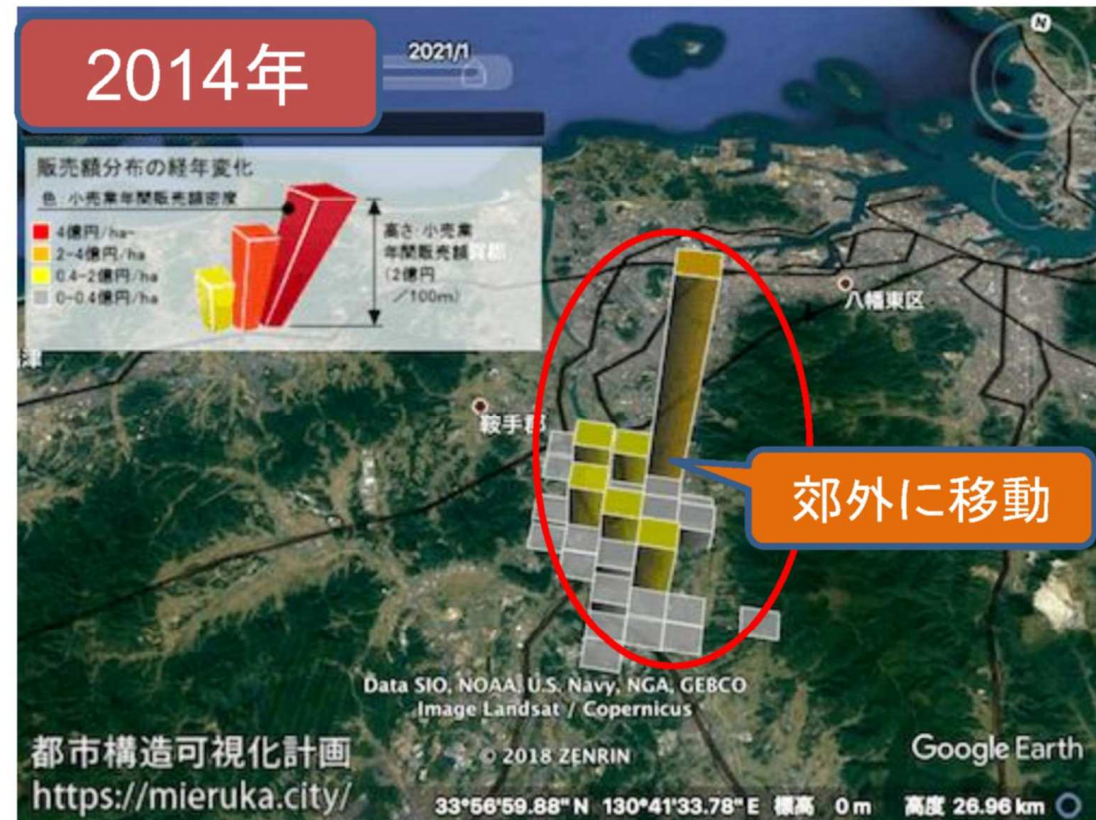 2014年
2021/1
N
販売額分布の経年変化
色:小売業年間販売額密度
4億円/ha~
2-4億円/ha
0.4-2億円/ha
0-0.4億円/ha
高さ:小売業
年間販売額
(2億円
/100m)
八幡東区
鞍手郡
郊外に移動
Data SIO, NOAA, U.S. Navy, NGA, GEBCO
Image Landsat / Copernicus
© 2018 ZENRIN
都市構造可視化計画
https://mieruka.city/
Google Earth
33°56'59.88"N 130°41'33.78"E 標高 0 m 高度 26.96 km